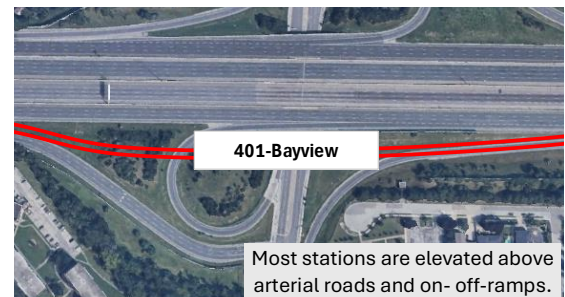 401-Bayview
Most stations are elevated above
arterial roads and on- off-ramps.